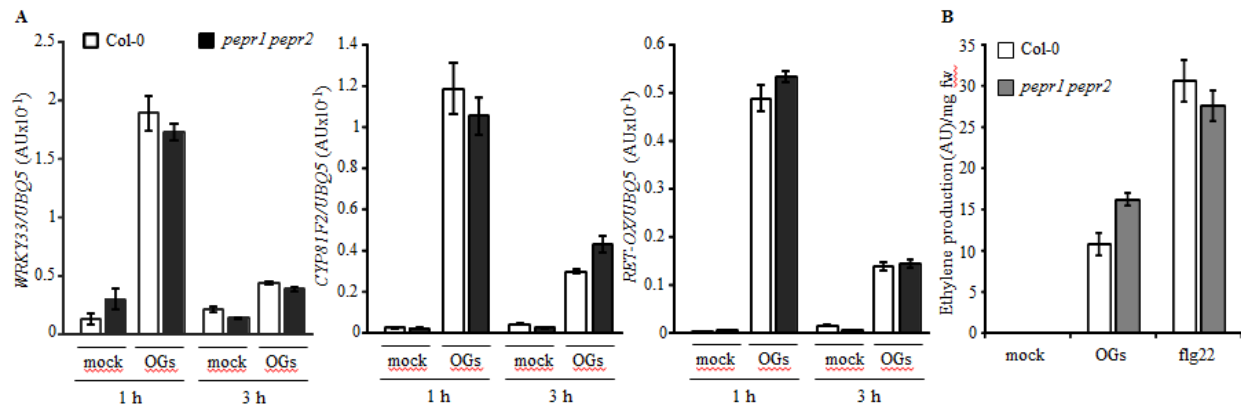 A
Col-0
pepr1 pepr2
WRKY33/UBQ5 (AUx10⁻¹)
2.5
2
1.5
1
0.5
0
mock OGs mock OGs
1 h 3 h
CYP81F2/UBQ5 (AUx10⁻¹)
1.4
1.2
1
0.8
0.6
0.4
0.2
0
mock OGs mock OGs
1 h 3 h
RET-OX/UBQ5 (AUx10⁻¹)
0.6
0.5
0.4
0.3
0.2
0.1
0
mock OGs mock OGs
1 h 3 h
B
Col-0
pepr1 pepr2
Ethylene production (AU)/mg fw
35
30
25
20
15
10
5
0
mock OGs flg22